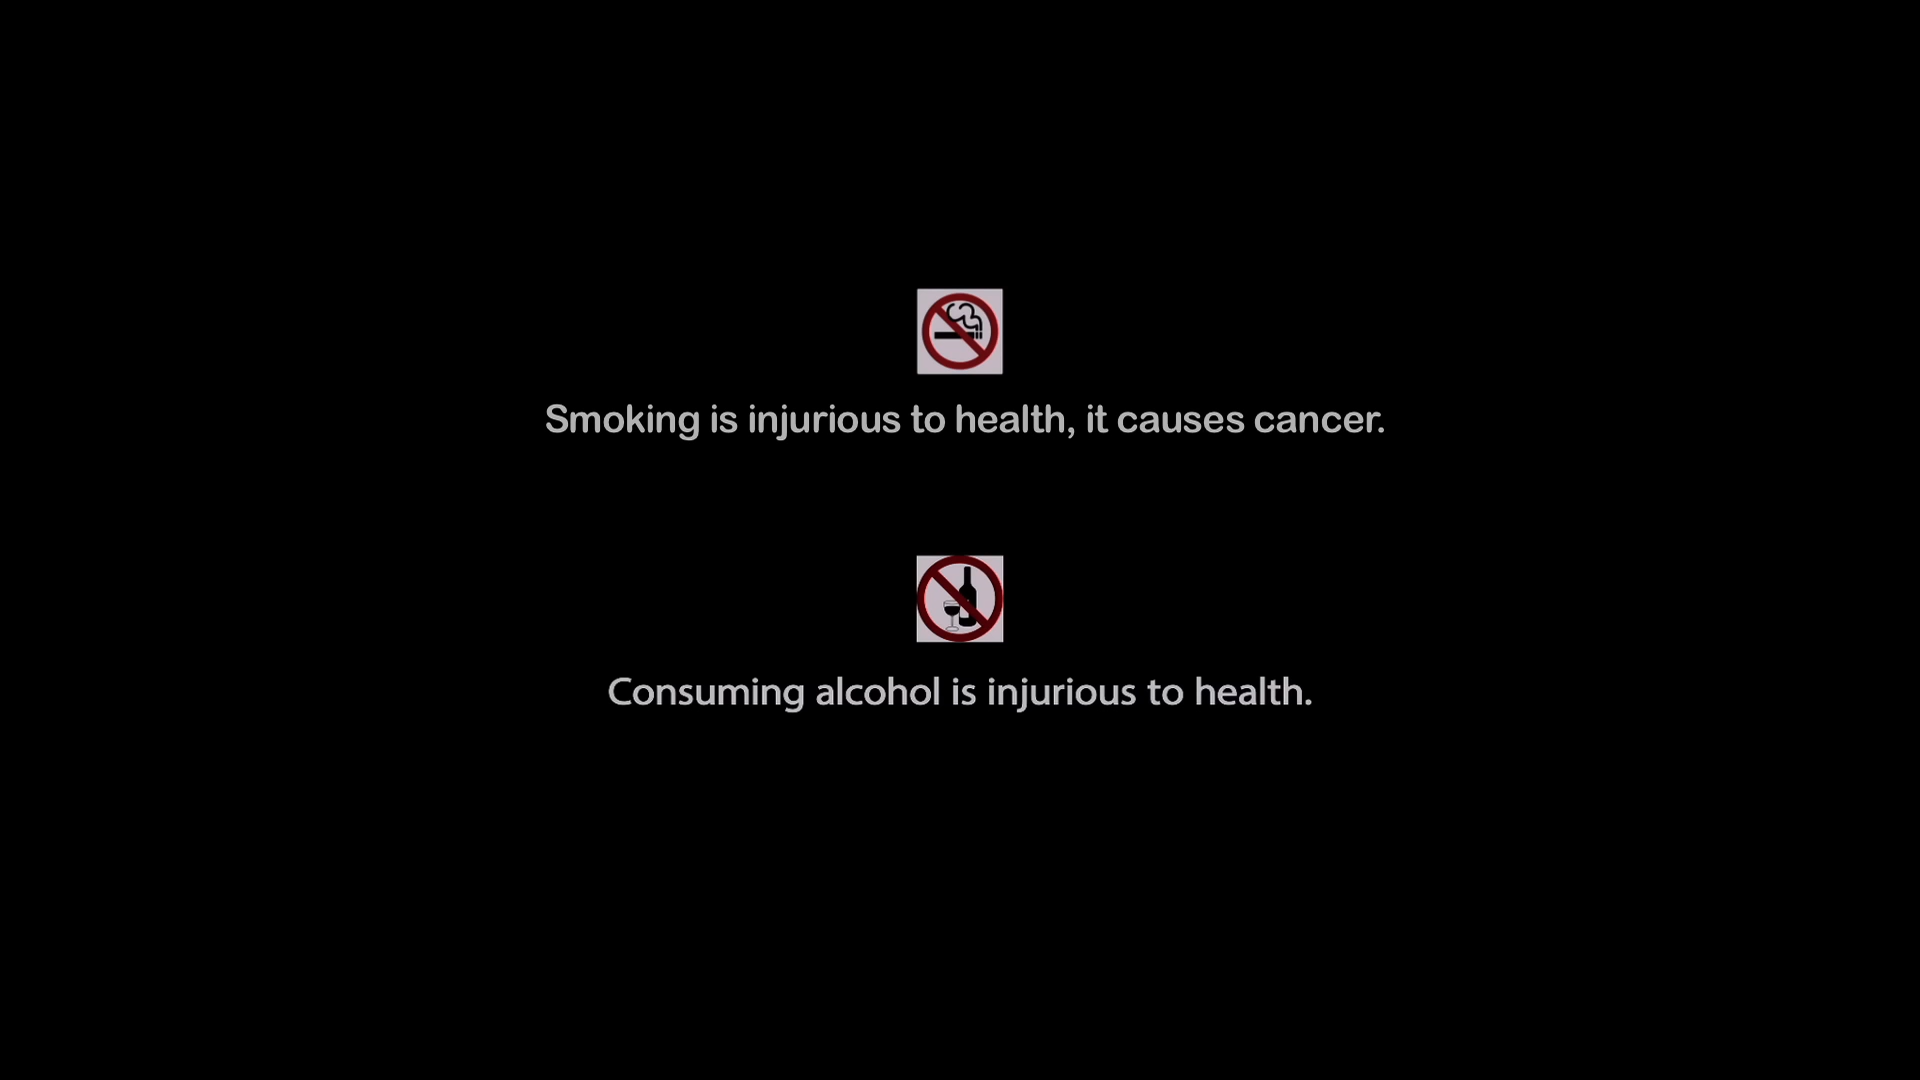 Smoking is injurious to health, it causes cancer.
Consuming alcohol is injurious to health.